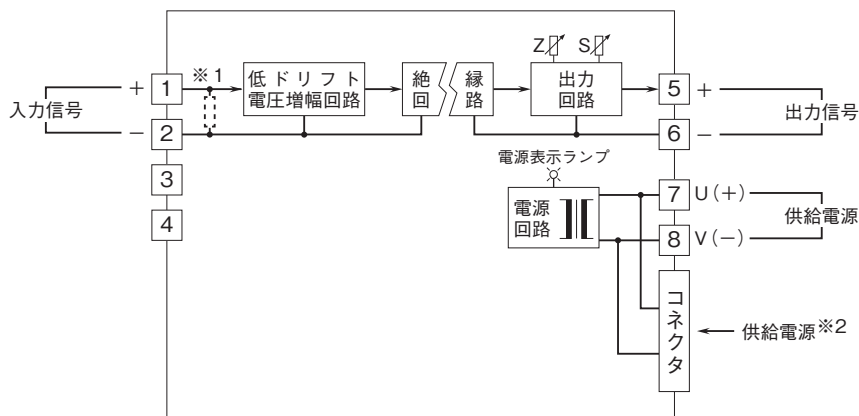 Z S
※1
低ドリフト
電圧増幅回路
絶縁
回路
出力
回路
+ 1
入力信号
− 2
3
4
5 +
出力信号
6 −
電源表示ランプ
電源
回路
7 U(+)
供給電源
8 V(−)
コネクタ
供給電源※2